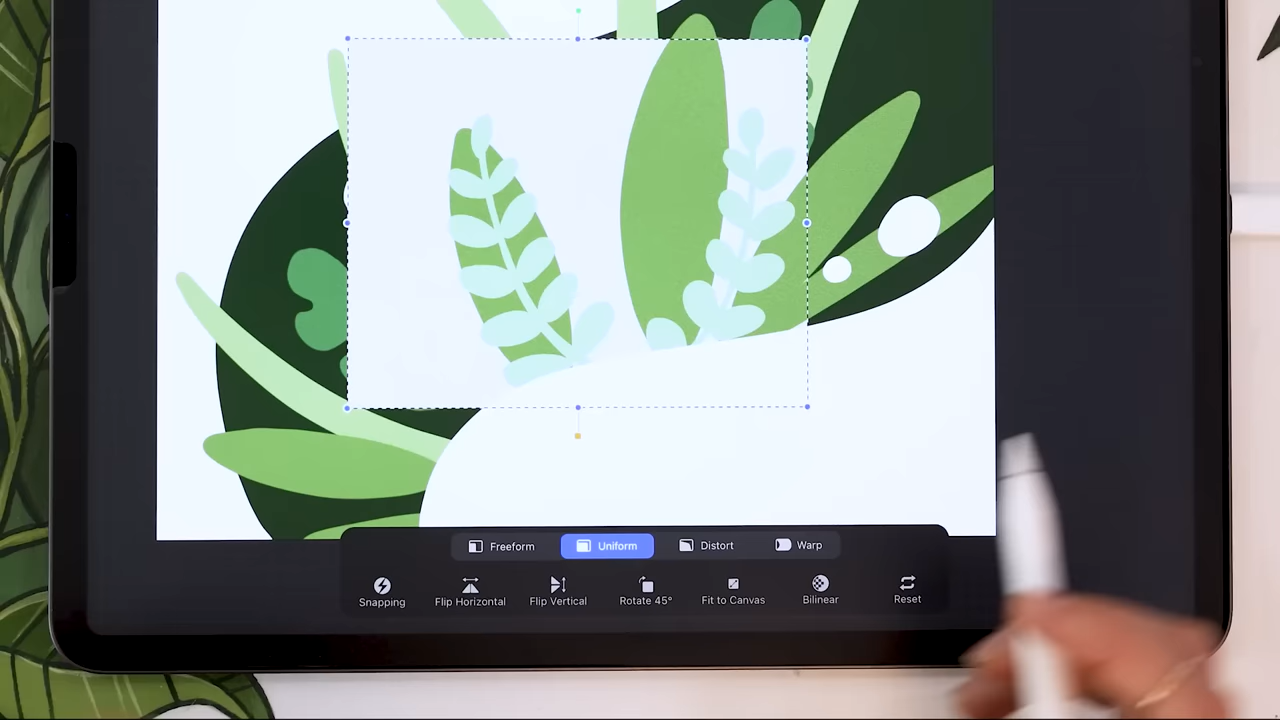 Freeform Uniform Distort Warp
Snapping Flip Horizontal Flip Vertical Rotate 45° Fit to Canvas Bilinear Reset